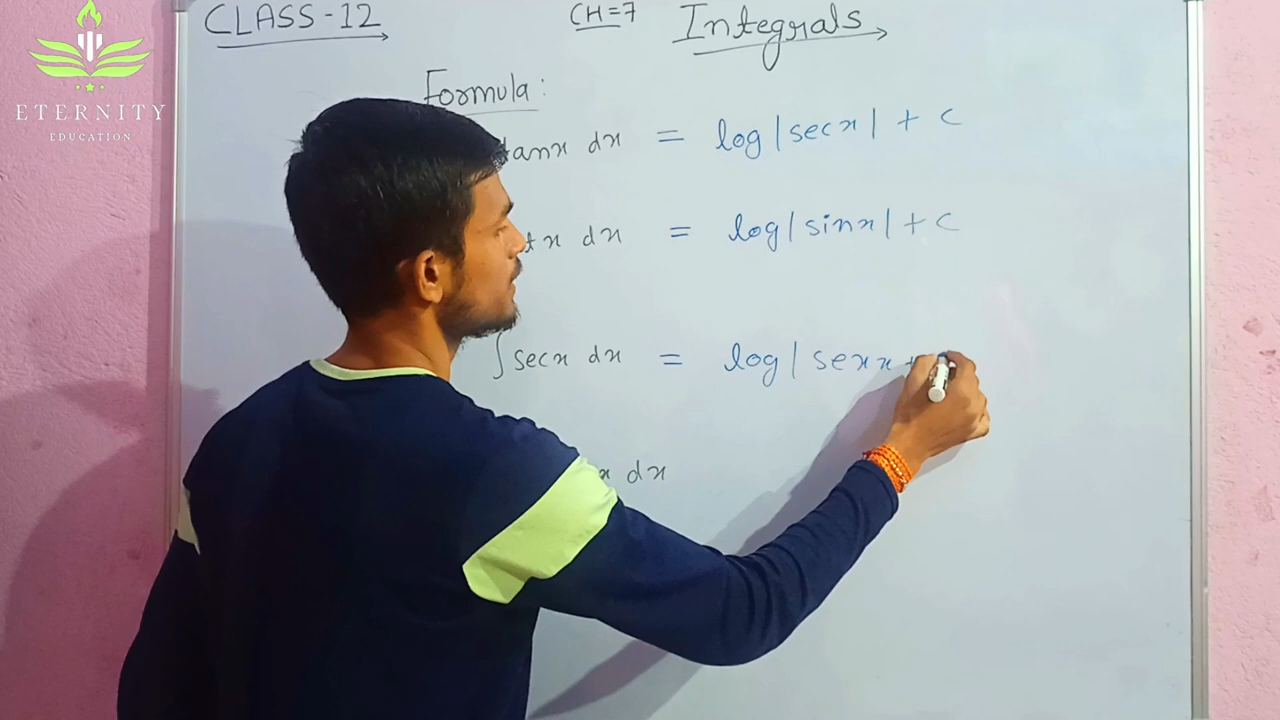 CLASS-12 CH=7 Integrals
ETERNITY
EDUCATION
Formula:
tanx dx = log|secx| + c
x dx = log|sinx| + c
∫secx dx = log|sexx +
x dx